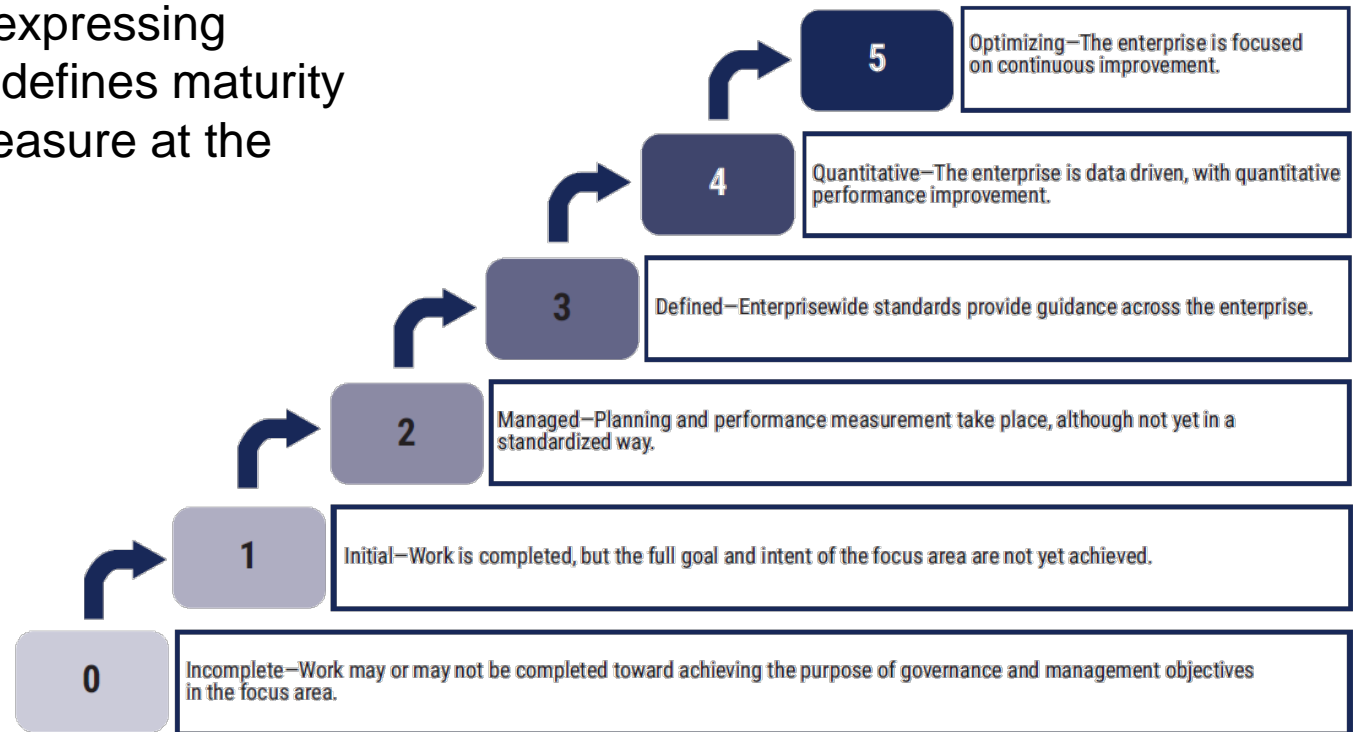 expressing
defines maturity
easure at the
5
Optimizing—The enterprise is focused
on continuous improvement.
4
Quantitative—The enterprise is data driven, with quantitative
performance improvement.
3
Defined—Enterprisewide standards provide guidance across the enterprise.
2
Managed—Planning and performance measurement take place, although not yet in a
standardized way.
1
Initial—Work is completed, but the full goal and intent of the focus area are not yet achieved.
0
Incomplete—Work may or may not be completed toward achieving the purpose of governance and management objectives
in the focus area.